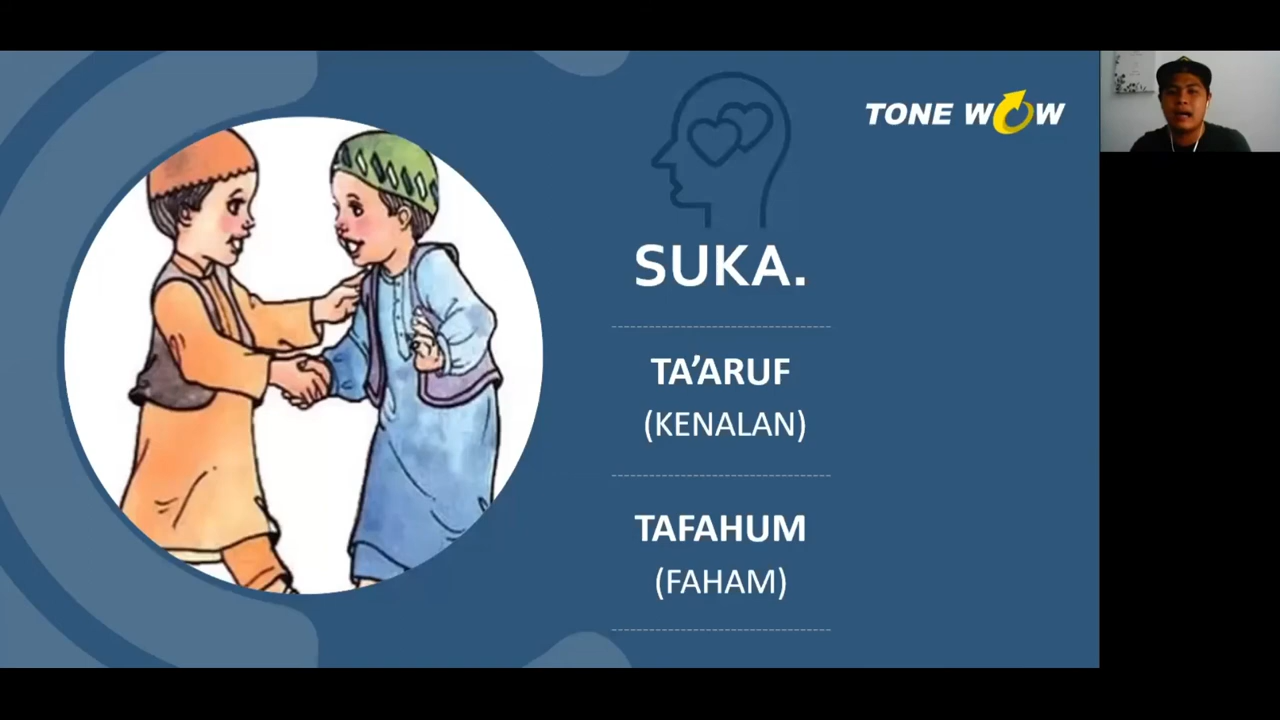 TONE WOW
SUKA.
TA’ARUF
(KENALAN)
TAFAHUM
(FAHAM)